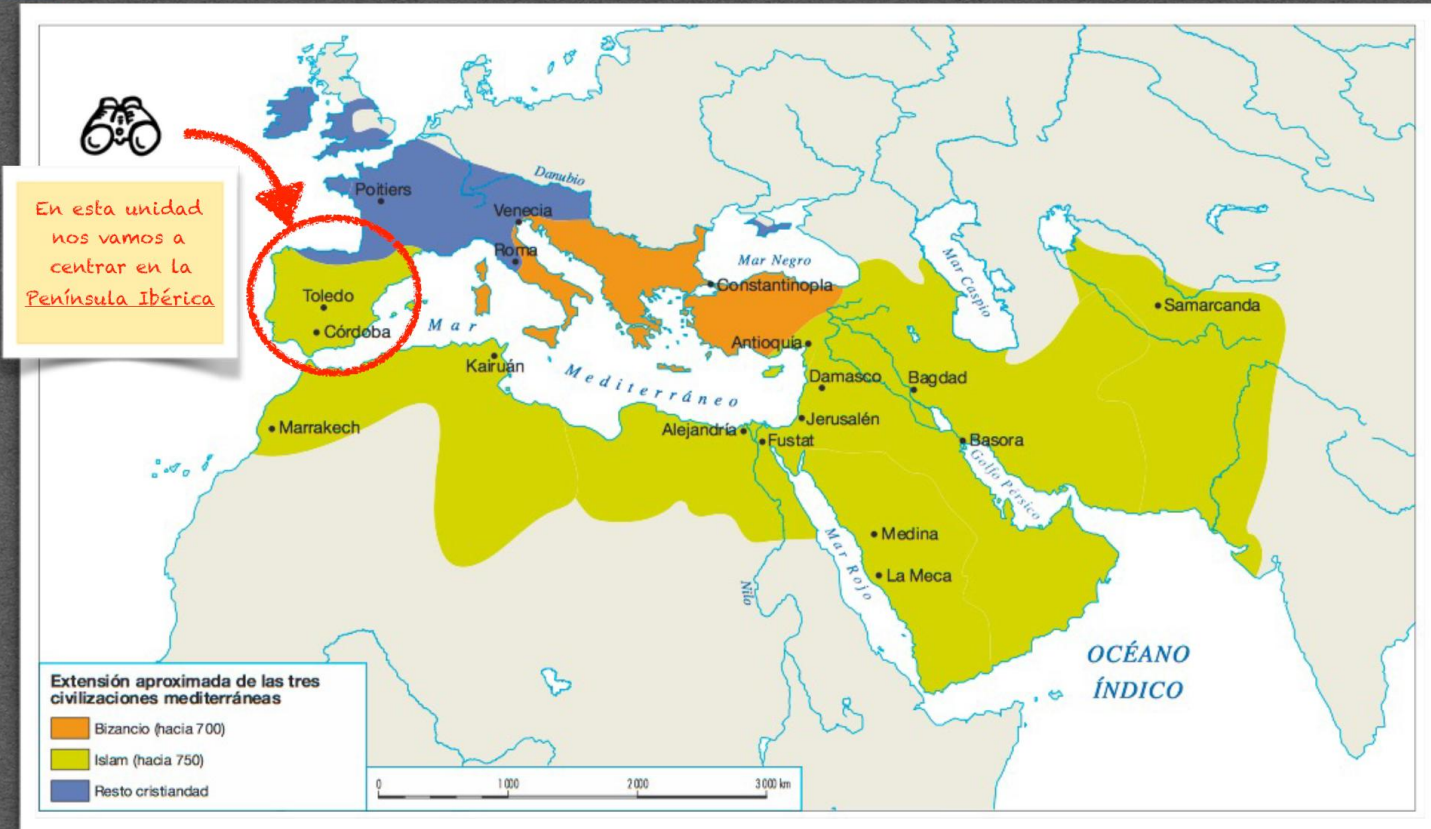 En esta unidad
nos vamos a
centrar en la
Península Ibérica
Poitiers
Danubio
Venecia
Roma
Mar Negro
Constantinopla
Mar Caspio
Samarcanda
Toledo
Córdoba
Mar
Mediterráneo
Antioquía
Kairuán
Damasco
Bagdad
Marrakech
Alejandría
Jerusalén
Fustat
Basora
Golfo Pérsico
Medina
La Meca
Mar Rojo
Nilo
OCÉANO
ÍNDICO
Extensión aproximada de las tres
civilizaciones mediterráneas
Bizancio (hacia 700)
Islam (hacia 750)
Resto cristiandad
0 1 000 2 000 3 000 km